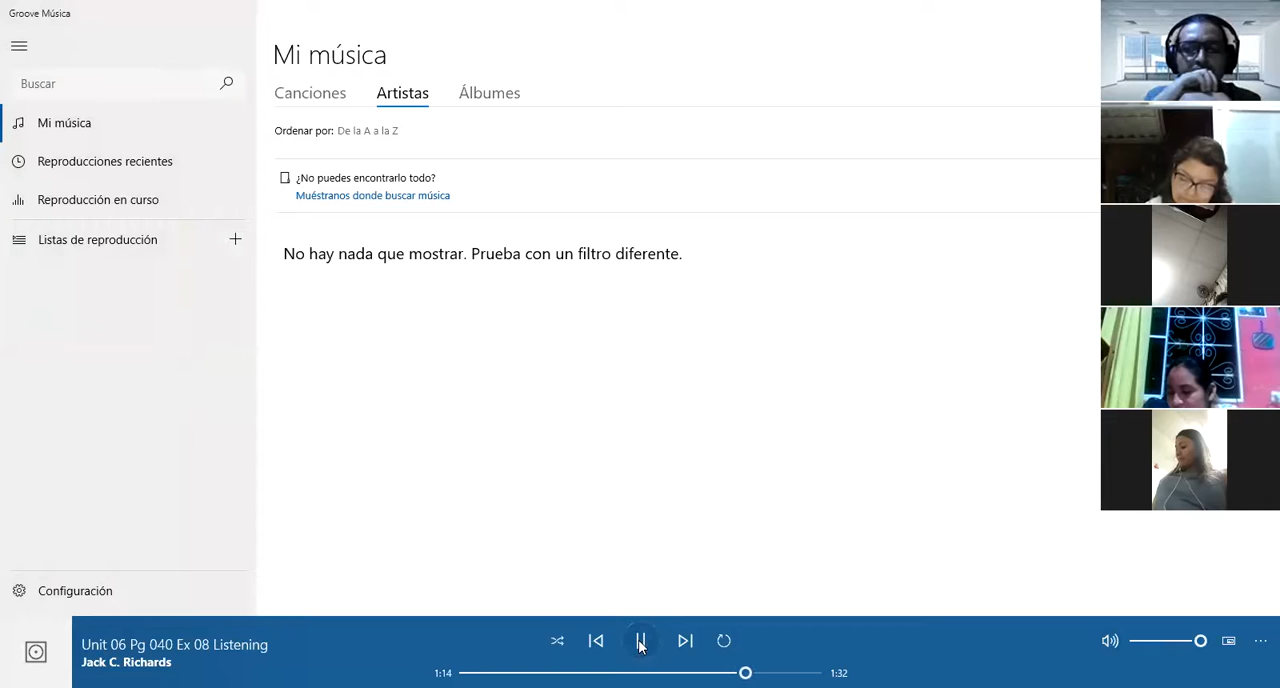 Groove Música
Buscar
Mi música
Reproducciones recientes
Reproducción en curso
Listas de reproducción
Configuración
Mi música
Canciones Artistas Álbumes
Ordenar por: De la A a la Z
¿No puedes encontrarlo todo?
Muéstranos donde buscar música
No hay nada que mostrar. Prueba con un filtro diferente.
Unit 06 Pg 040 Ex 08 Listening
Jack C. Richards
1:14 1:32